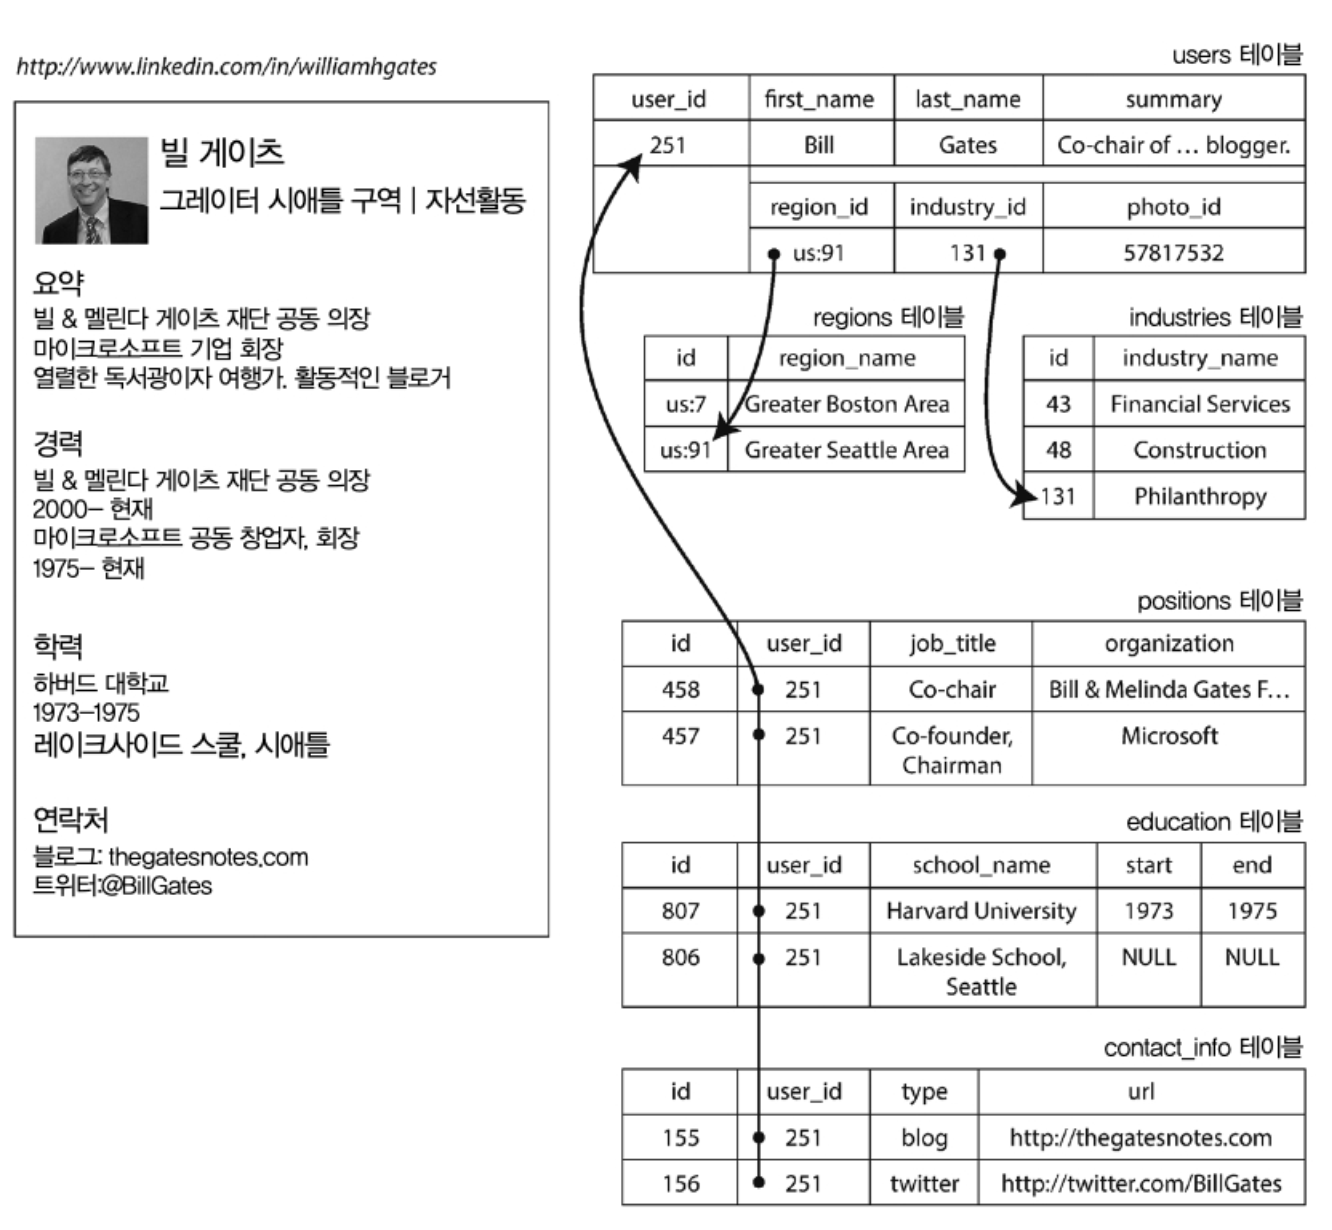 http://www.linkedin.com/in/williamhgates
빌 게이츠
그레이터 시애틀 구역 | 자선활동
요약
빌 & 멜린다 게이츠 재단 공동 의장
마이크로소프트 기업 회장
열렬한 독서광이자 여행가. 활동적인 블로거
경력
빌 & 멜린다 게이츠 재단 공동 의장
2000– 현재
마이크로소프트 공동 창업자, 회장
1975– 현재
학력
하버드 대학교
1973–1975
레이크사이드 스쿨, 시애틀
연락처
블로그: thegatesnotes.com
트위터:@BillGates
users 테이블
user_id first_name last_name summary
251 Bill Gates Co-chair of … blogger.
region_id industry_id photo_id
us:91 131 57817532
regions 테이블
id region_name
us:7 Greater Boston Area
us:91 Greater Seattle Area
industries 테이블
id industry_name
43 Financial Services
48 Construction
131 Philanthropy
positions 테이블
id user_id job_title organization
458 251 Co-chair Bill & Melinda Gates F…
457 251 Co-founder, Microsoft
Chairman
education 테이블
id user_id school_name start end
807 251 Harvard University 1973 1975
806 251 Lakeside School, NULL NULL
Seattle
contact_info 테이블
id user_id type url
155 251 blog http://thegatesnotes.com
156 251 twitter http://twitter.com/BillGates